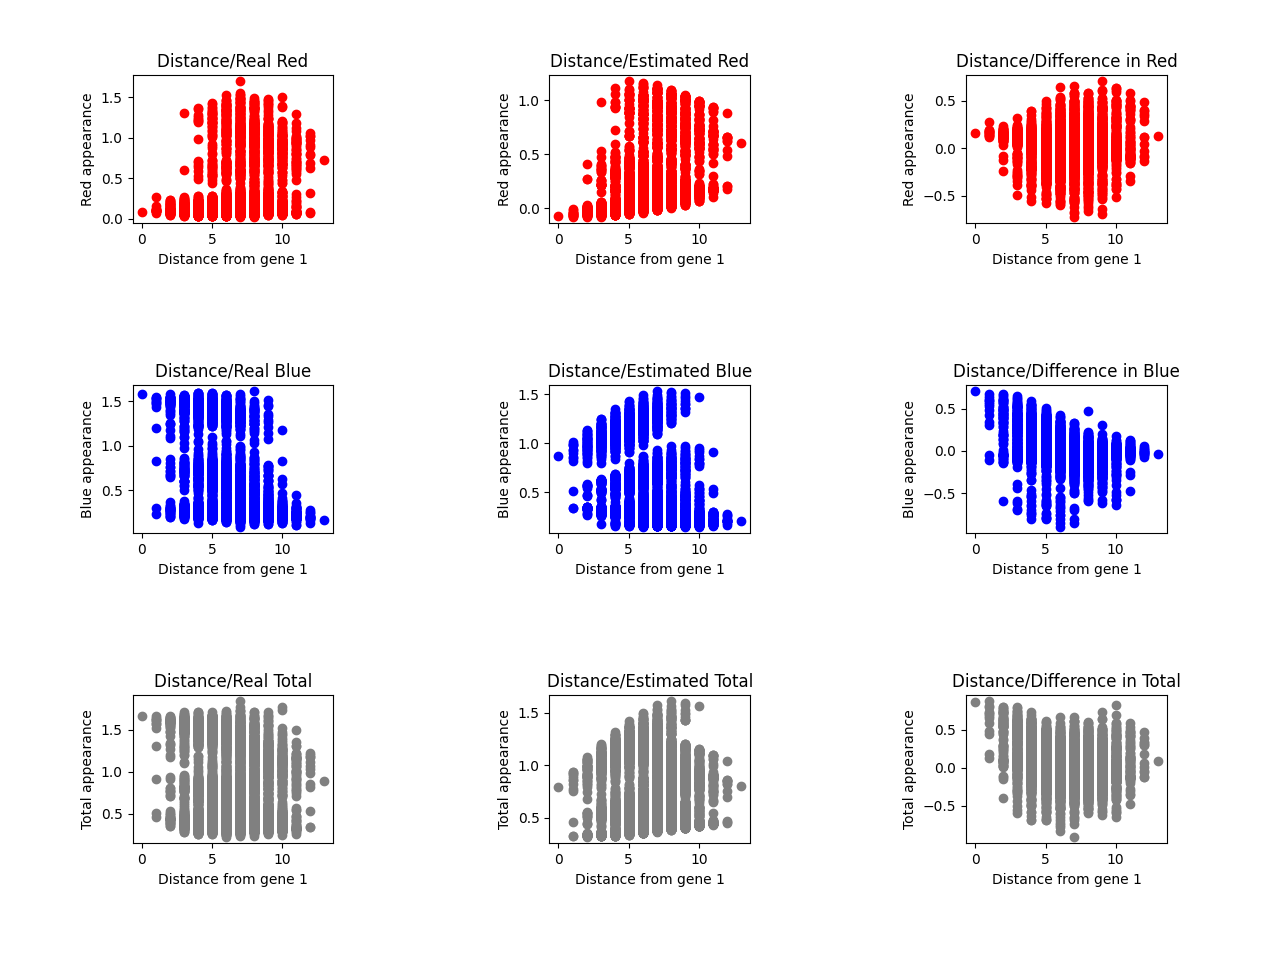 Distance/Real Red
Distance/Estimated Red
Distance/Difference in Red
Red appearance
1.5
1.0
0.5
0.0
0
5
10
Distance from gene 1
Red appearance
1.0
0.5
0.0
0
5
10
Distance from gene 1
Red appearance
0.5
0.0
−0.5
0
5
10
Distance from gene 1
Distance/Real Blue
Distance/Estimated Blue
Distance/Difference in Blue
Blue appearance
1.5
1.0
0.5
0
5
10
Distance from gene 1
Blue appearance
1.5
1.0
0.5
0
5
10
Distance from gene 1
Blue appearance
0.5
0.0
−0.5
0
5
10
Distance from gene 1
Distance/Real Total
Distance/Estimated Total
Distance/Difference in Total
Total appearance
1.5
1.0
0.5
0
5
10
Distance from gene 1
Total appearance
1.5
1.0
0.5
0
5
10
Distance from gene 1
Total appearance
0.5
0.0
−0.5
0
5
10
Distance from gene 1